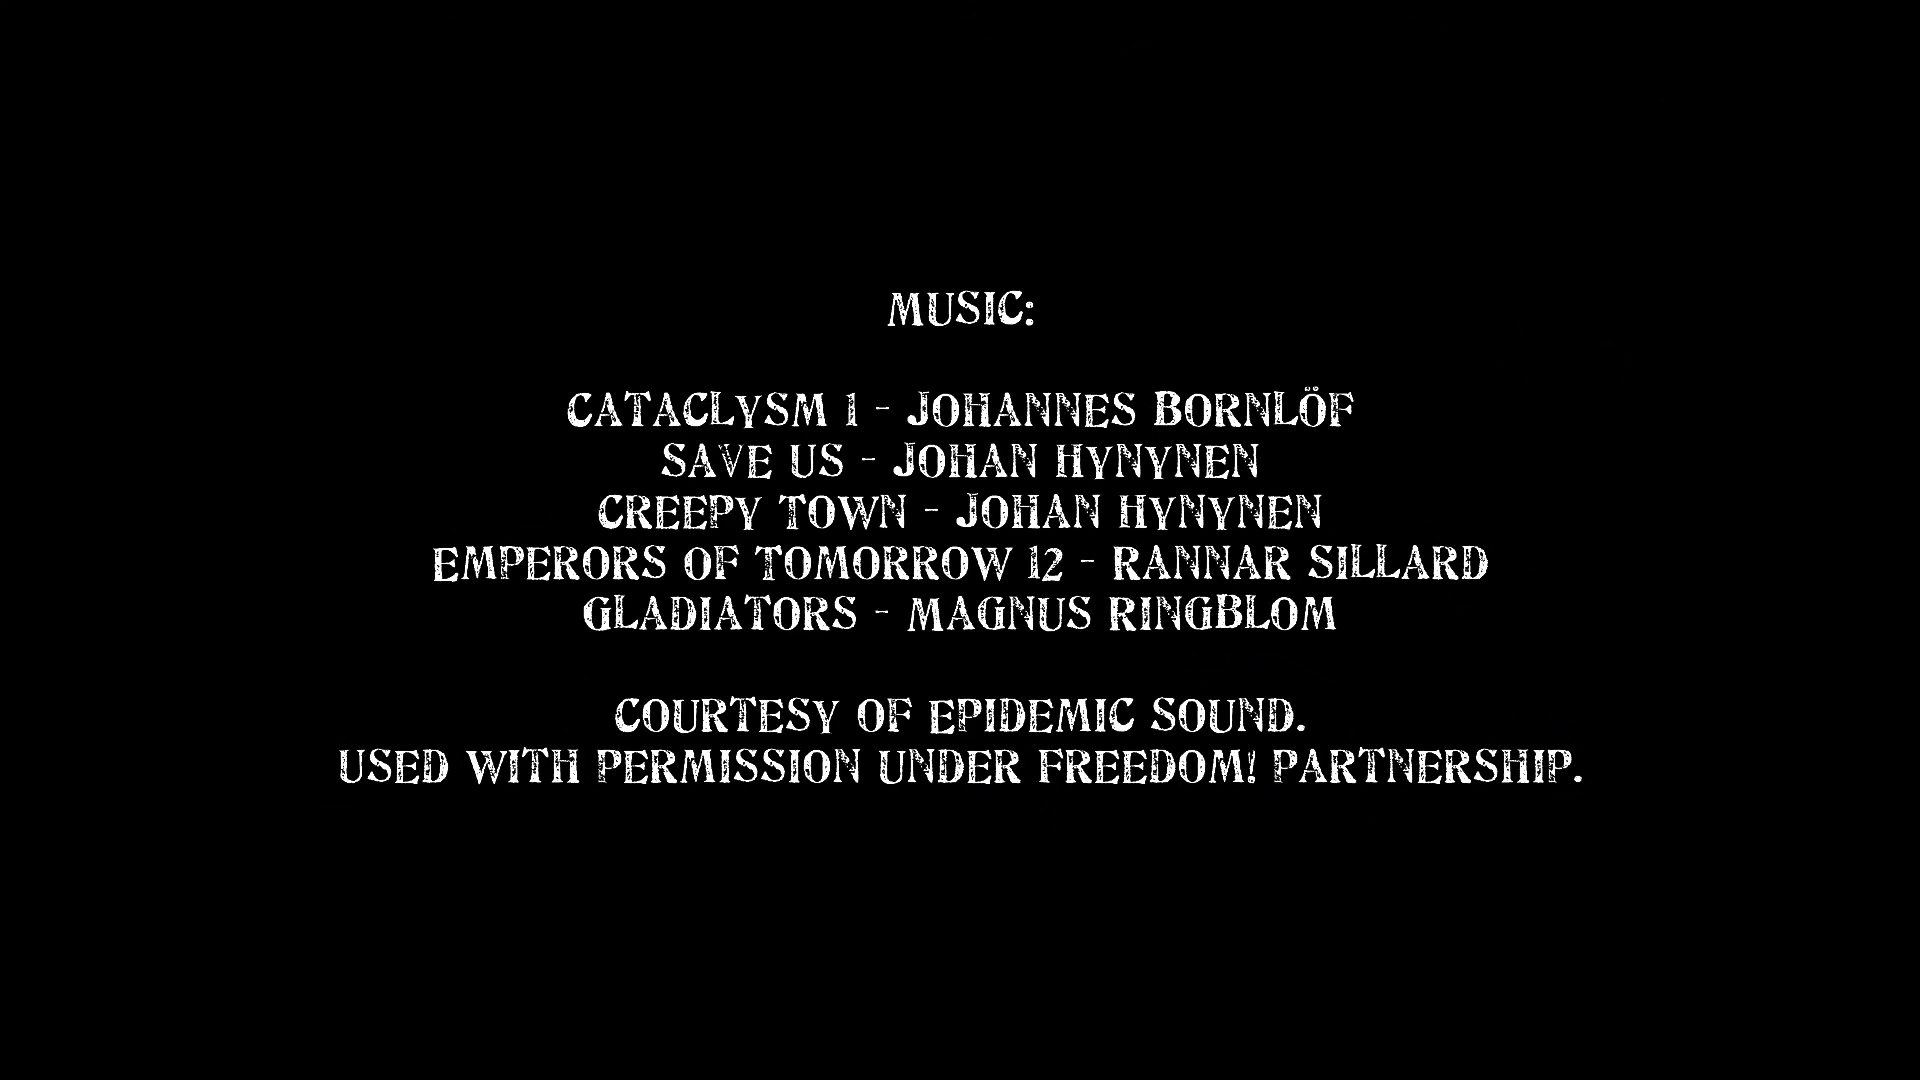 MUSIC:
CATACLYSM 1 - JOHANNES BORNLÖF
SAVE US - JOHAN HYNYNEN
CREEPY TOWN - JOHAN HYNYNEN
EMPERORS OF TOMORROW 12 - RANNAR SILLARD
GLADIATORS - MAGNUS RINGBLOM
COURTESY OF EPIDEMIC SOUND.
USED WITH PERMISSION UNDER FREEDOM! PARTNERSHIP.